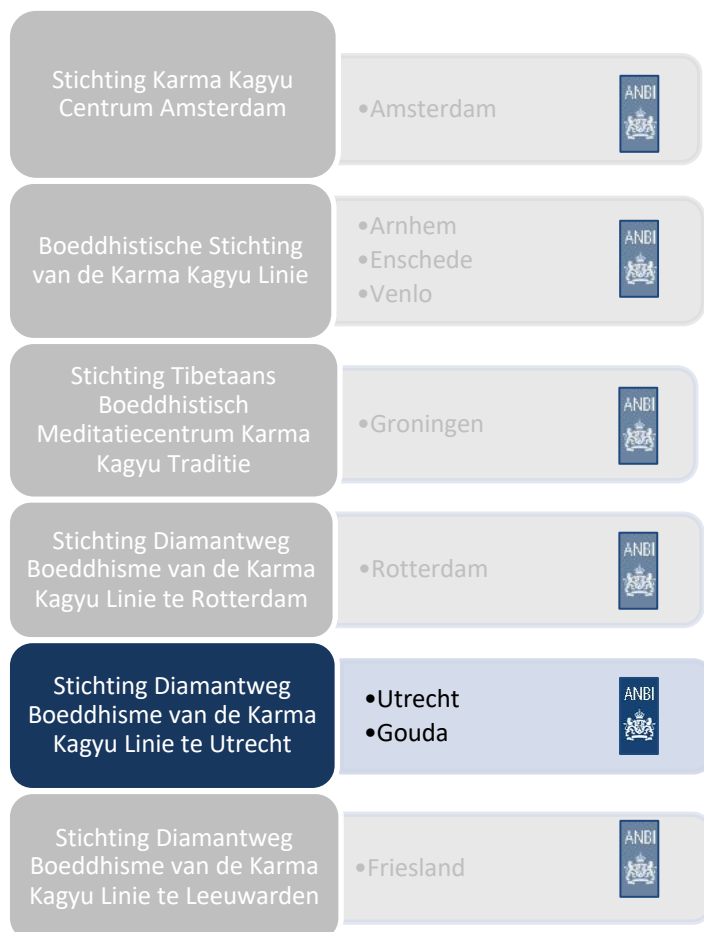 Stichting Karma Kagyu
Centrum Amsterdam
•Amsterdam
ANBI
Boeddhistische Stichting
van de Karma Kagyu Linie
•Arnhem
•Enschede
•Venlo
ANBI
Stichting Tibetaans
Boeddhistisch
Meditatiecentrum Karma
Kagyu Traditie
•Groningen
ANBI
Stichting Diamantweg
Boeddhisme van de Karma
Kagyu Linie te Rotterdam
•Rotterdam
ANBI
Stichting Diamantweg
Boeddhisme van de Karma
Kagyu Linie te Utrecht
•Utrecht
•Gouda
ANBI
Stichting Diamantweg
Boeddhisme van de Karma
Kagyu Linie te Leeuwarden
•Friesland
ANBI